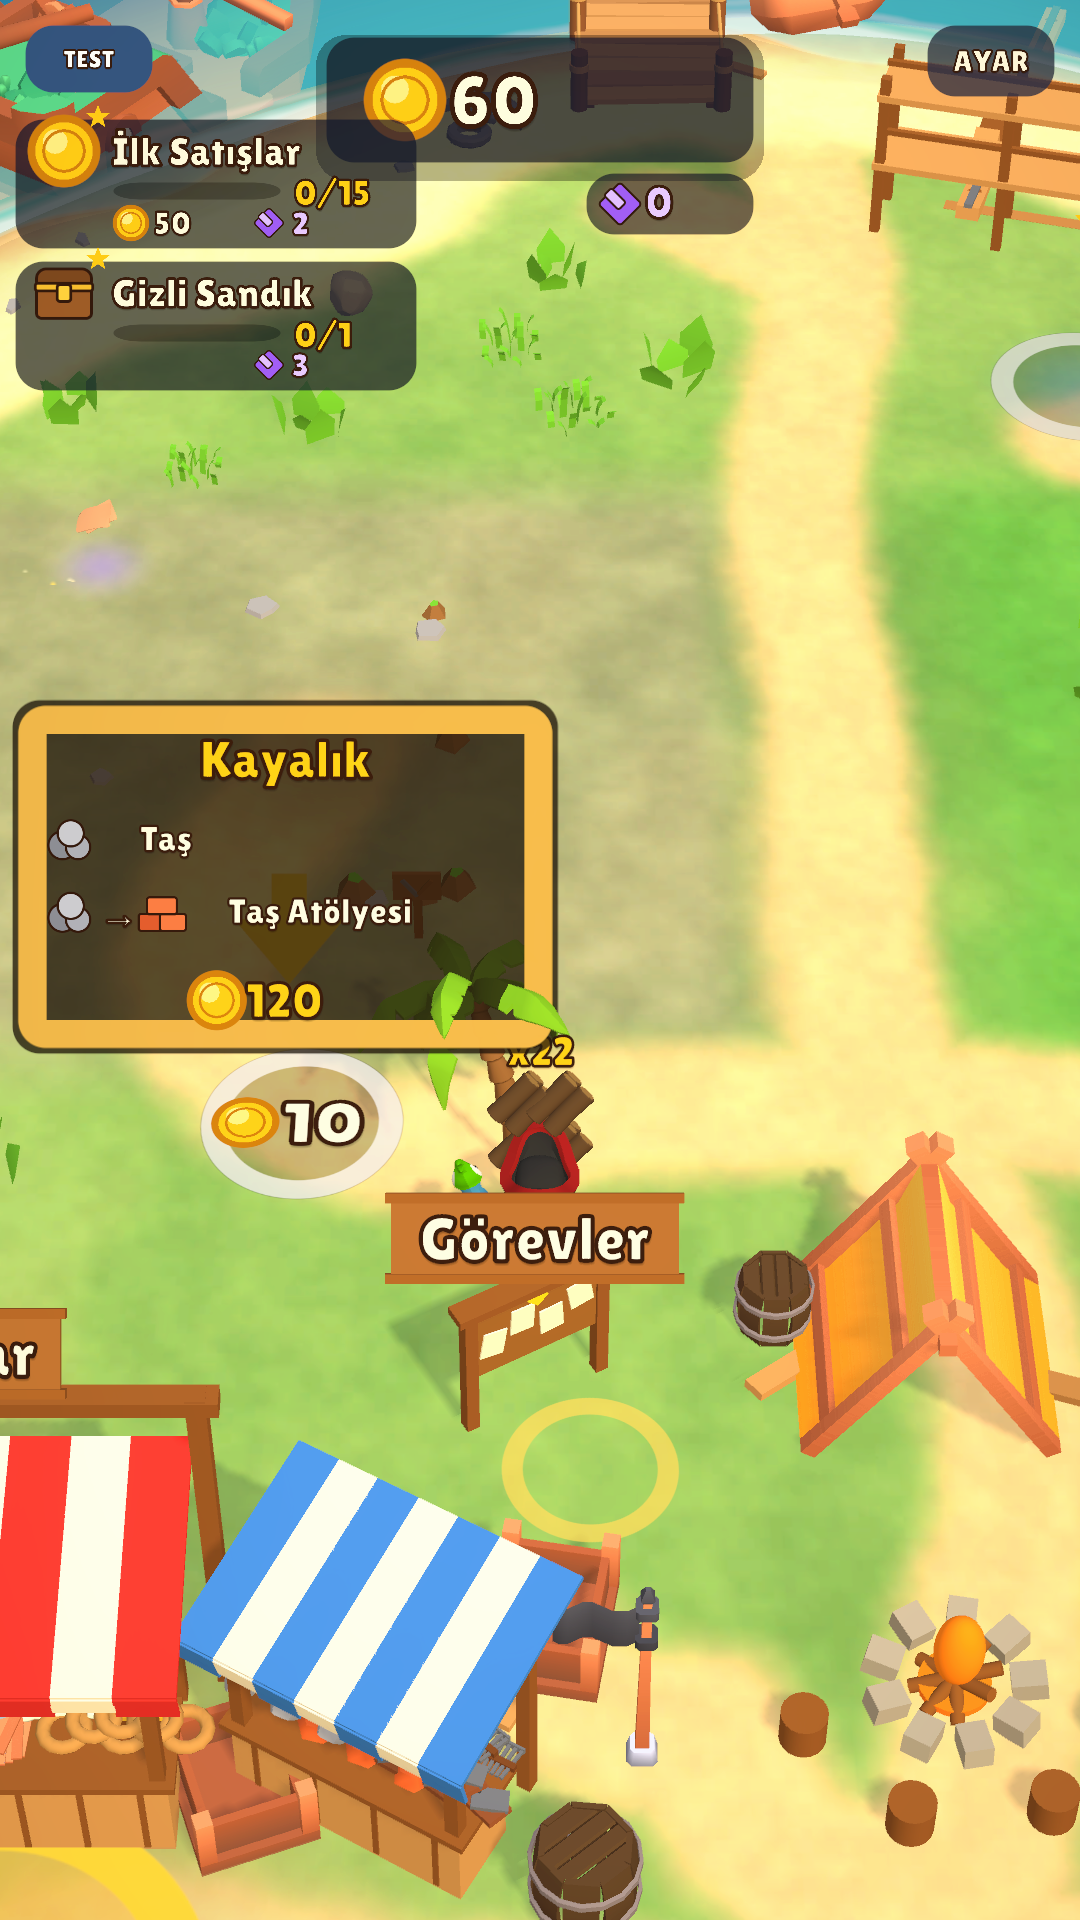 TEST
60
AYAR
İlk Satışlar
0/15
50
2
0
Gizli Sandık
0/1
3
Kayalık
Taş
→ Taş Atölyesi
120
x22
10
Görevler
ar